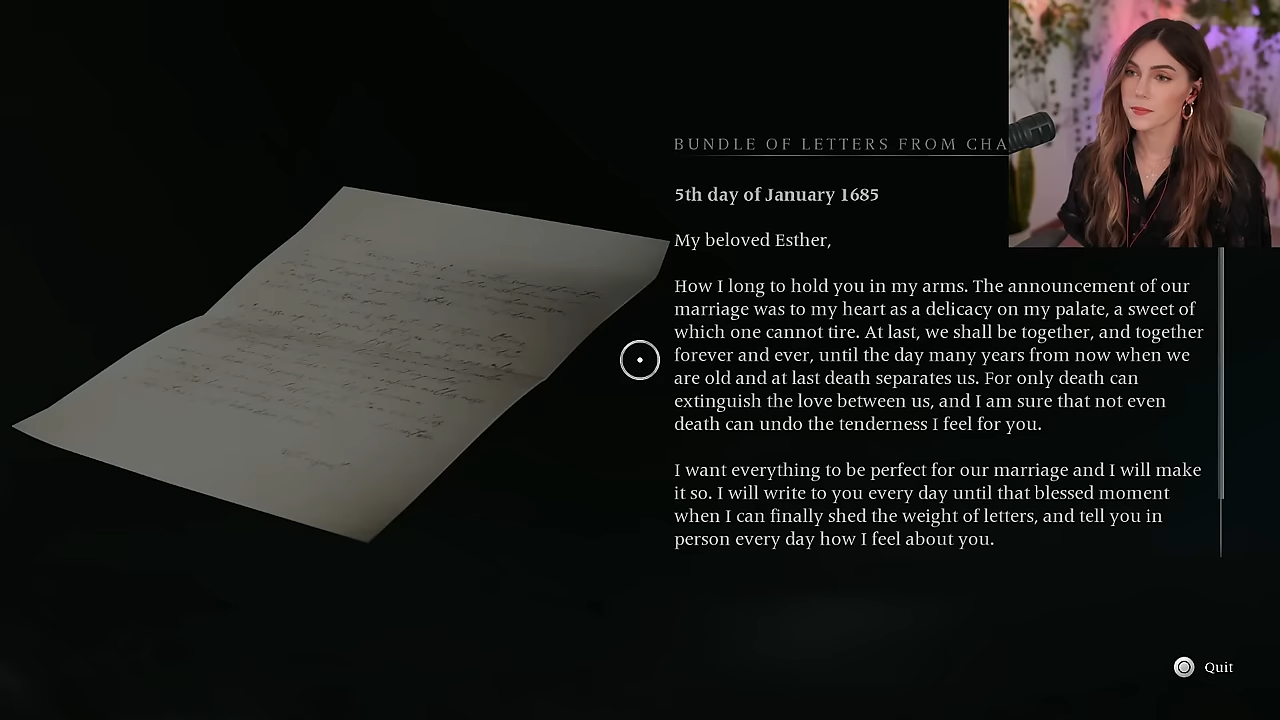 BUNDLE OF LETTERS FROM CHA
5th day of January 1685
My beloved Esther,
How I long to hold you in my arms. The announcement of our
marriage was to my heart as a delicacy on my palate, a sweet of
which one cannot tire. At last, we shall be together, and together
forever and ever, until the day many years from now when we
are old and at last death separates us. For only death can
extinguish the love between us, and I am sure that not even
death can undo the tenderness I feel for you.
I want everything to be perfect for our marriage and I will make
it so. I will write to you every day until that blessed moment
when I can finally shed the weight of letters, and tell you in
person every day how I feel about you.
Quit